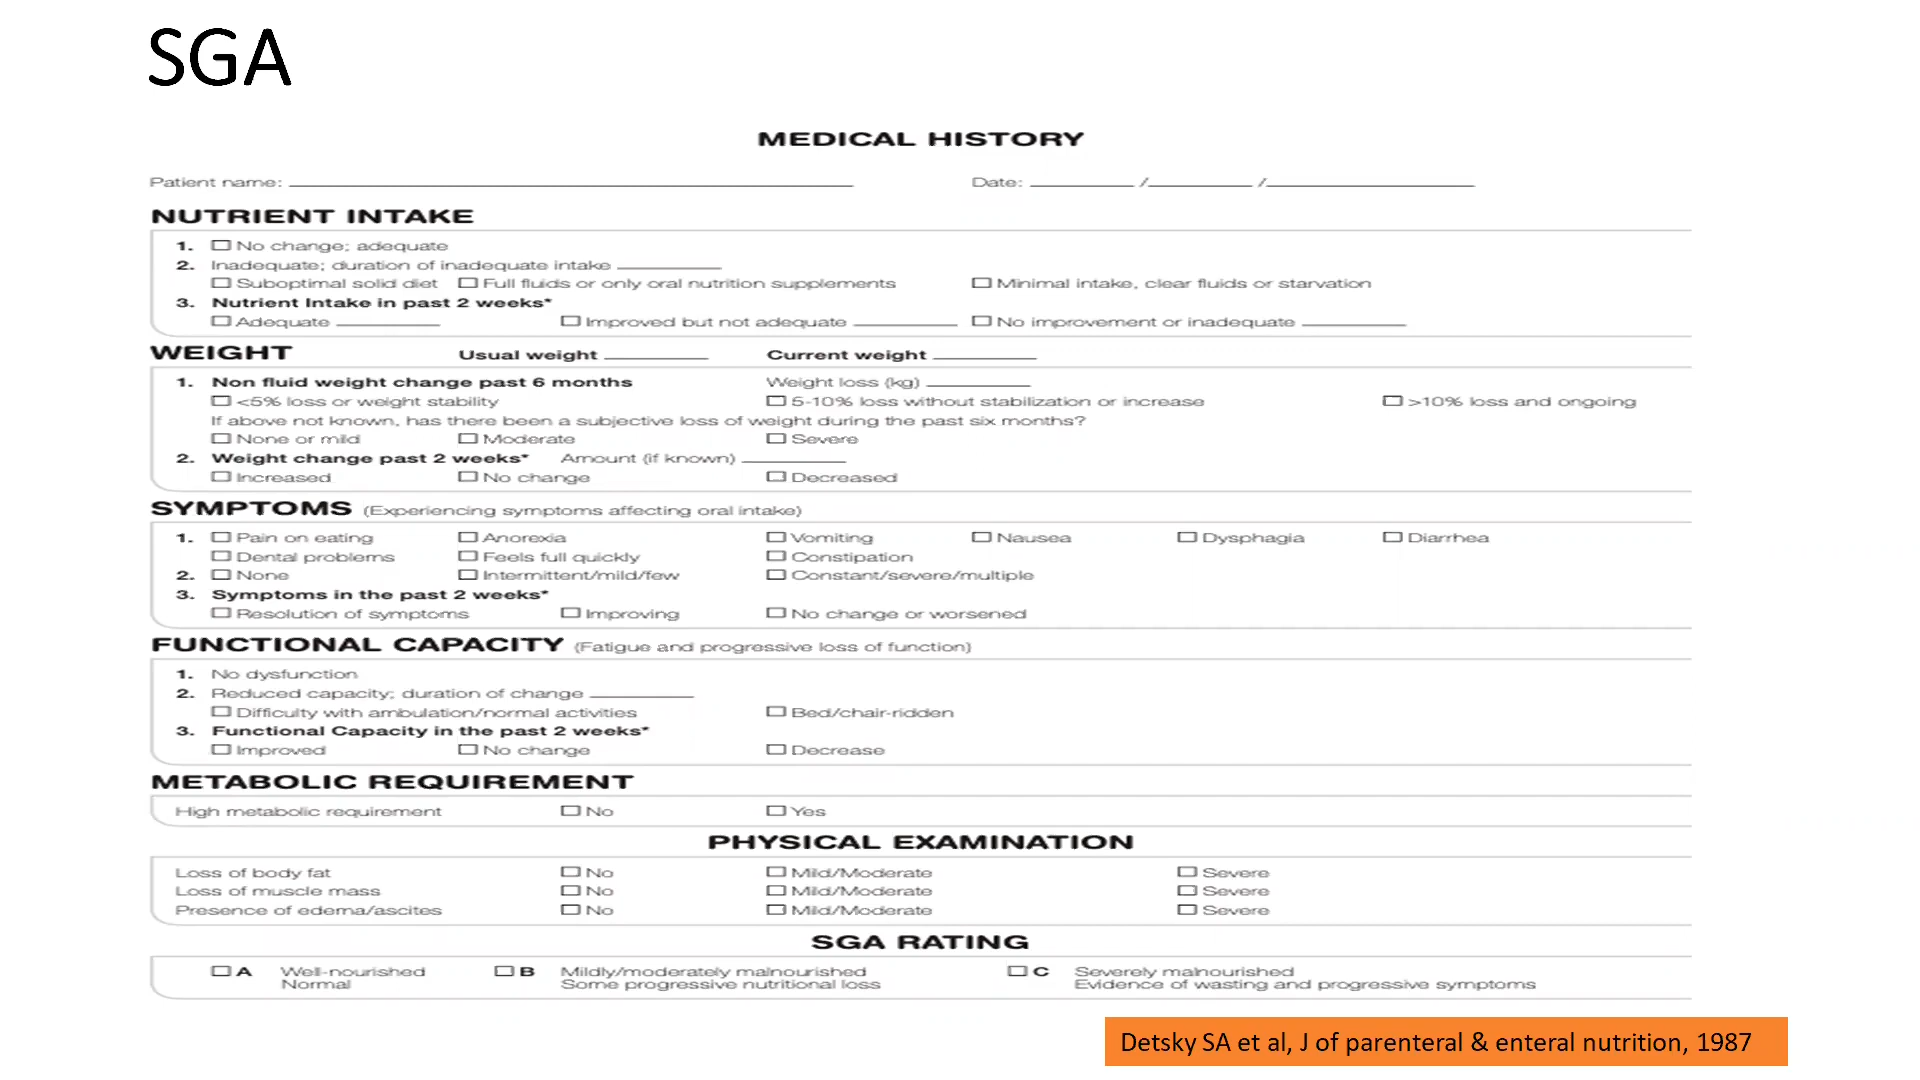 SGA
MEDICAL HISTORY
Patient name: Date: / /
NUTRIENT INTAKE
1. No change; adequate
2. Inadequate; duration of inadequate intake
Suboptimal solid diet Full fluids or only oral nutrition supplements Minimal intake, clear fluids or starvation
3. Nutrient Intake in past 2 weeks*
Adequate Improved but not adequate No improvement or inadequate
WEIGHT Usual weight Current weight
1. Non fluid weight change past 6 months Weight loss (kg)
<5% loss or weight stability 5-10% loss without stabilization or increase >10% loss and ongoing
If above not known, has there been a subjective loss of weight during the past six months?
None or mild Moderate Severe
2. Weight change past 2 weeks* Amount (if known)
Increased No change Decreased
SYMPTOMS (Experiencing symptoms affecting oral intake)
1. Pain on eating Anorexia Vomiting Nausea Dysphagia Diarrhea
Dental problems Feels full quickly Constipation
2. None Intermittent/mild/few Constant/severe/multiple
3. Symptoms in the past 2 weeks*
Resolution of symptoms Improving No change or worsened
FUNCTIONAL CAPACITY (Fatigue and progressive loss of function)
1. No dysfunction
2. Reduced capacity; duration of change
Difficulty with ambulation/normal activities Bed/chair-ridden
3. Functional Capacity in the past 2 weeks*
Improved No change Decrease
METABOLIC REQUIREMENT
High metabolic requirement No Yes
PHYSICAL EXAMINATION
Loss of body fat No Mild/Moderate Severe
Loss of muscle mass No Mild/Moderate Severe
Presence of edema/ascites No Mild/Moderate Severe
SGA RATING
A Well-nourished B Mildly/moderately malnourished C Severely malnourished
Normal Some progressive nutritional loss Evidence of wasting and progressive symptoms
Detsky SA et al, J of parenteral & enteral nutrition, 1987